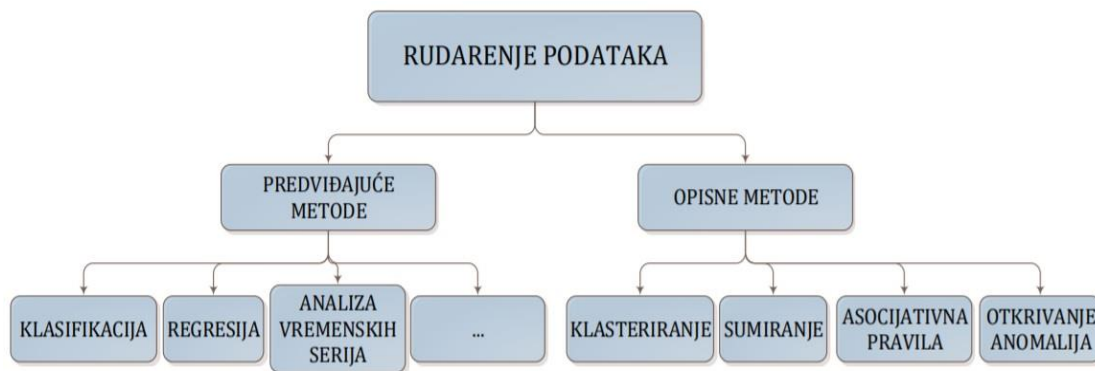 RUDARENJE PODATAKA
PREDVIĐAJUĆE
METODE
OPISNE METODE
KLASIFIKACIJA
REGRESIJA
ANALIZA
VREMENSKIH
SERIJA
...
KLASTERIRANJE
SUMIRANJE
ASOCIJATIVNA
PRAVILA
OTKRIVANJE
ANOMALIJA